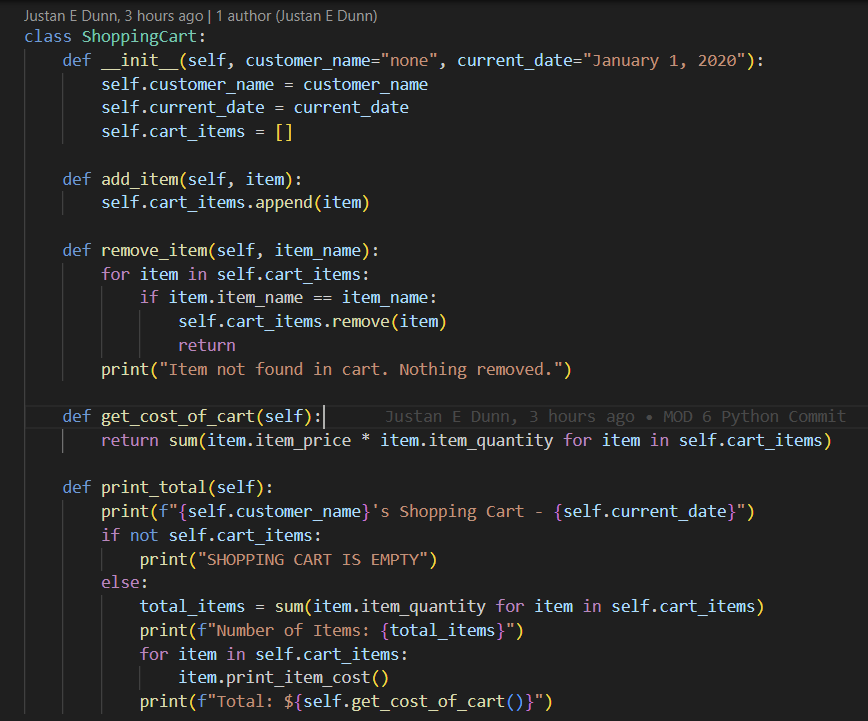 Justan E Dunn, 3 hours ago | 1 author (Justan E Dunn)
class ShoppingCart:
    def __init__(self, customer_name="none", current_date="January 1, 2020"):
        self.customer_name = customer_name
        self.current_date = current_date
        self.cart_items = []

    def add_item(self, item):
        self.cart_items.append(item)

    def remove_item(self, item_name):
        for item in self.cart_items:
            if item.item_name == item_name:
                self.cart_items.remove(item)
                return
        print("Item not found in cart. Nothing removed.")

    def get_cost_of_cart(self):    Justan E Dunn, 3 hours ago • MOD 6 Python Commit
        return sum(item.item_price * item.item_quantity for item in self.cart_items)

    def print_total(self):
        print(f"{self.customer_name}'s Shopping Cart - {self.current_date}")
        if not self.cart_items:
            print("SHOPPING CART IS EMPTY")
        else:
            total_items = sum(item.item_quantity for item in self.cart_items)
            print(f"Number of Items: {total_items}")
            for item in self.cart_items:
                item.print_item_cost()
            print(f"Total: ${self.get_cost_of_cart()}")